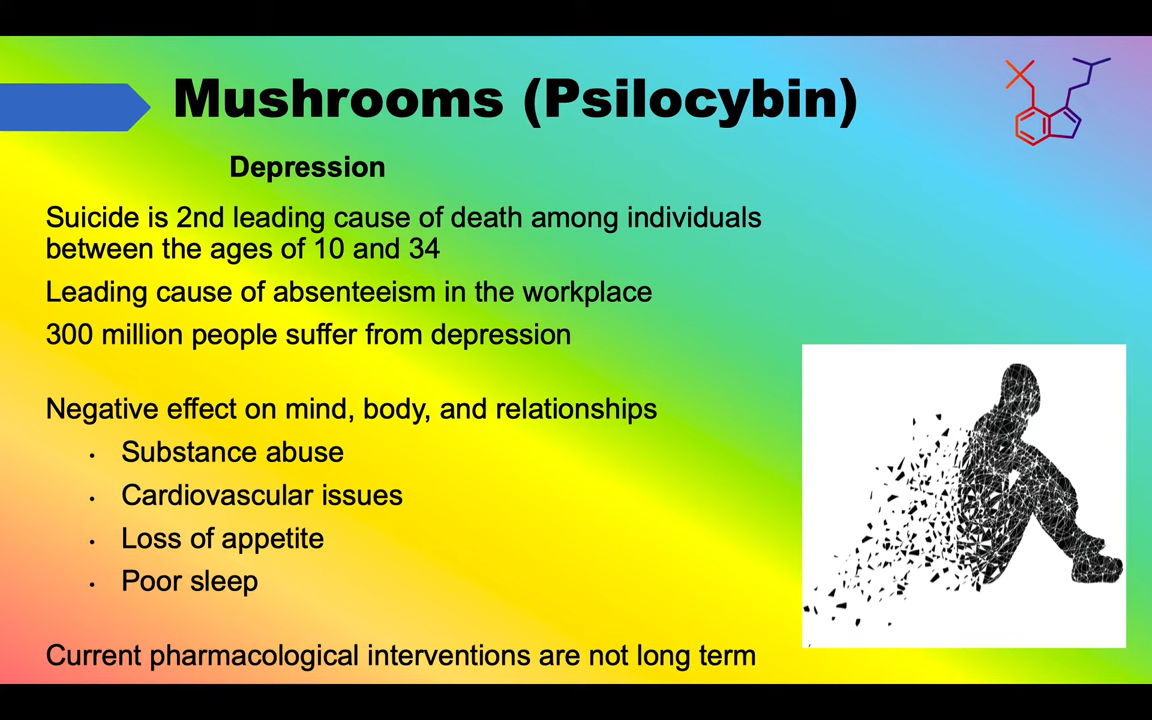 Mushrooms (Psilocybin)
Depression
Suicide is 2nd leading cause of death among individuals
between the ages of 10 and 34
Leading cause of absenteeism in the workplace
300 million people suffer from depression
Negative effect on mind, body, and relationships
• Substance abuse
• Cardiovascular issues
• Loss of appetite
• Poor sleep
Current pharmacological interventions are not long term